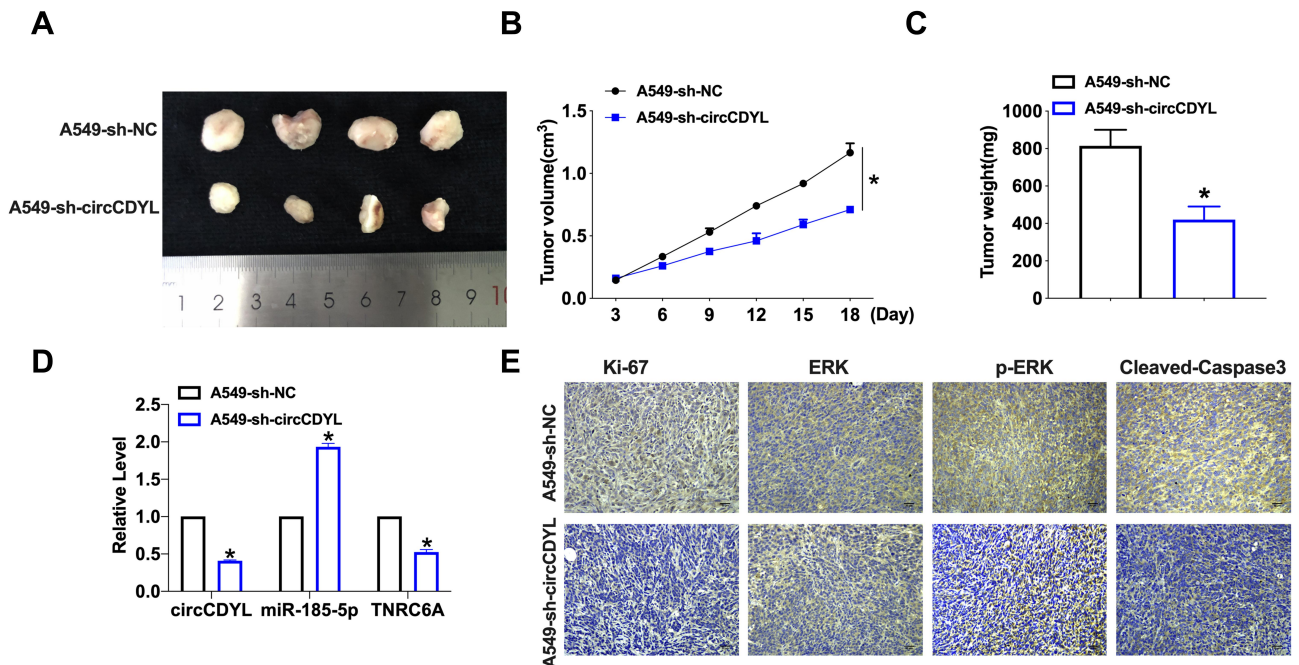 A
A549-sh-NC
A549-sh-circCDYL
1 2 3 4 5 6 7 8 9 10
B
A549-sh-NC
A549-sh-circCDYL
Tumor volume(cm³)
1.5
1.0
0.5
0.0
*
3 6 9 12 15 18 (Day)
C
A549-sh-NC
A549-sh-circCDYL
Tumor weight(mg)
1000
800
600
400
200
0
*
D
A549-sh-NC
A549-sh-circCDYL
Relative Level
2.5
2.0
1.5
1.0
0.5
0.0
* * *
circCDYL miR-185-5p TNRC6A
E
Ki-67 ERK p-ERK Cleaved-Caspase3
A549-sh-NC
A549-sh-circCDYL